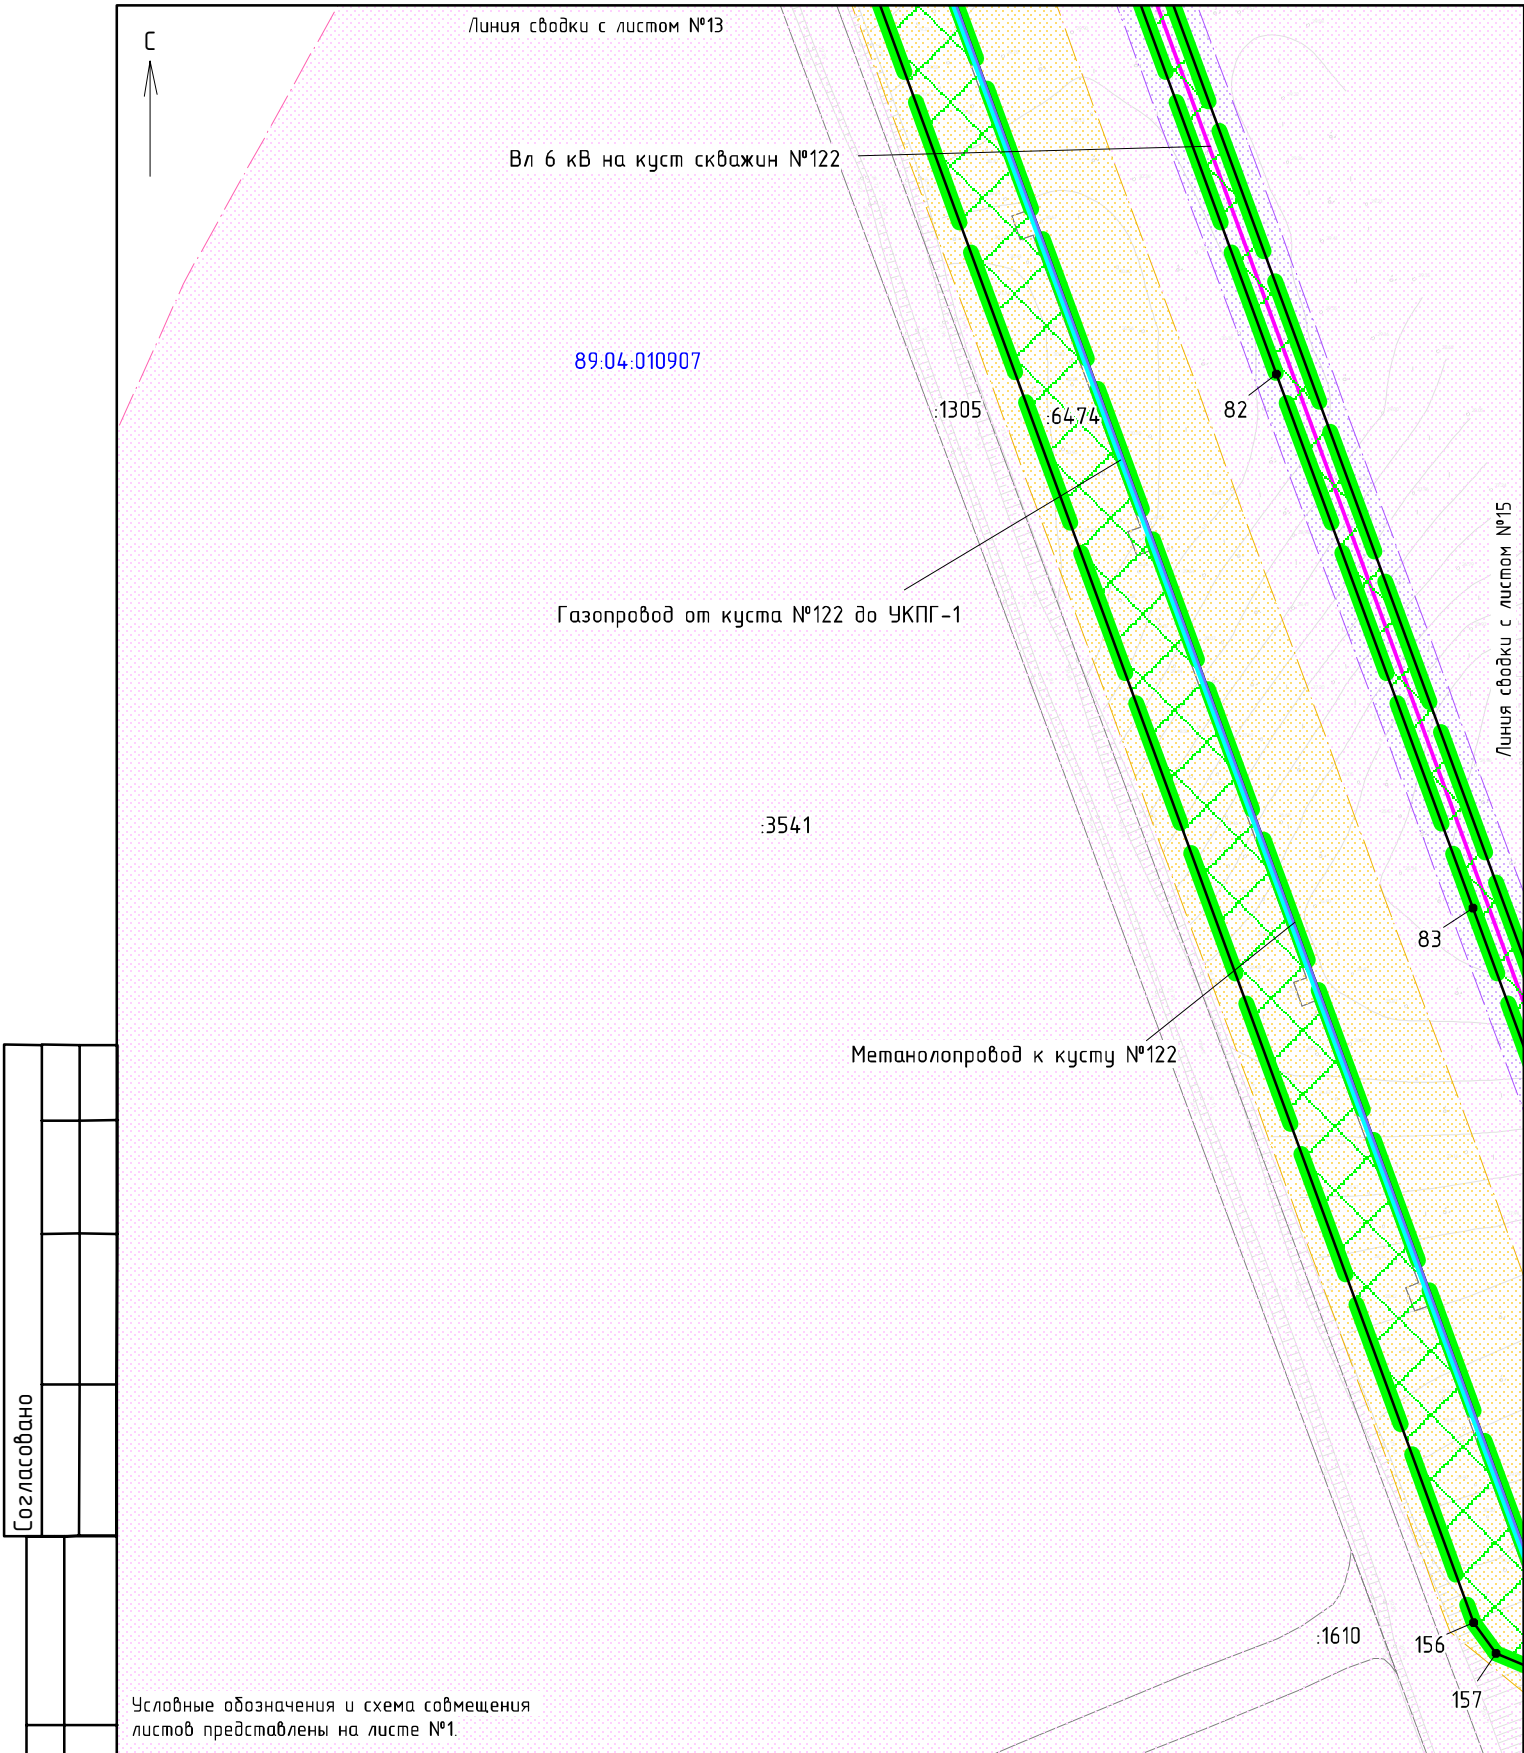 Линия сводки с листом №13
С
Вл 6 кВ на куст скважин №122
89:04:010907
:1305
:6474
82
Линия сводки с листом №15
Газопровод от куста №122 до УКПГ-1
:3541
83
Метанолопровод к кусту №122
Согласовано
:1610
156
157
Условные обозначения и схема совмещения
листов представлены на листе №1.